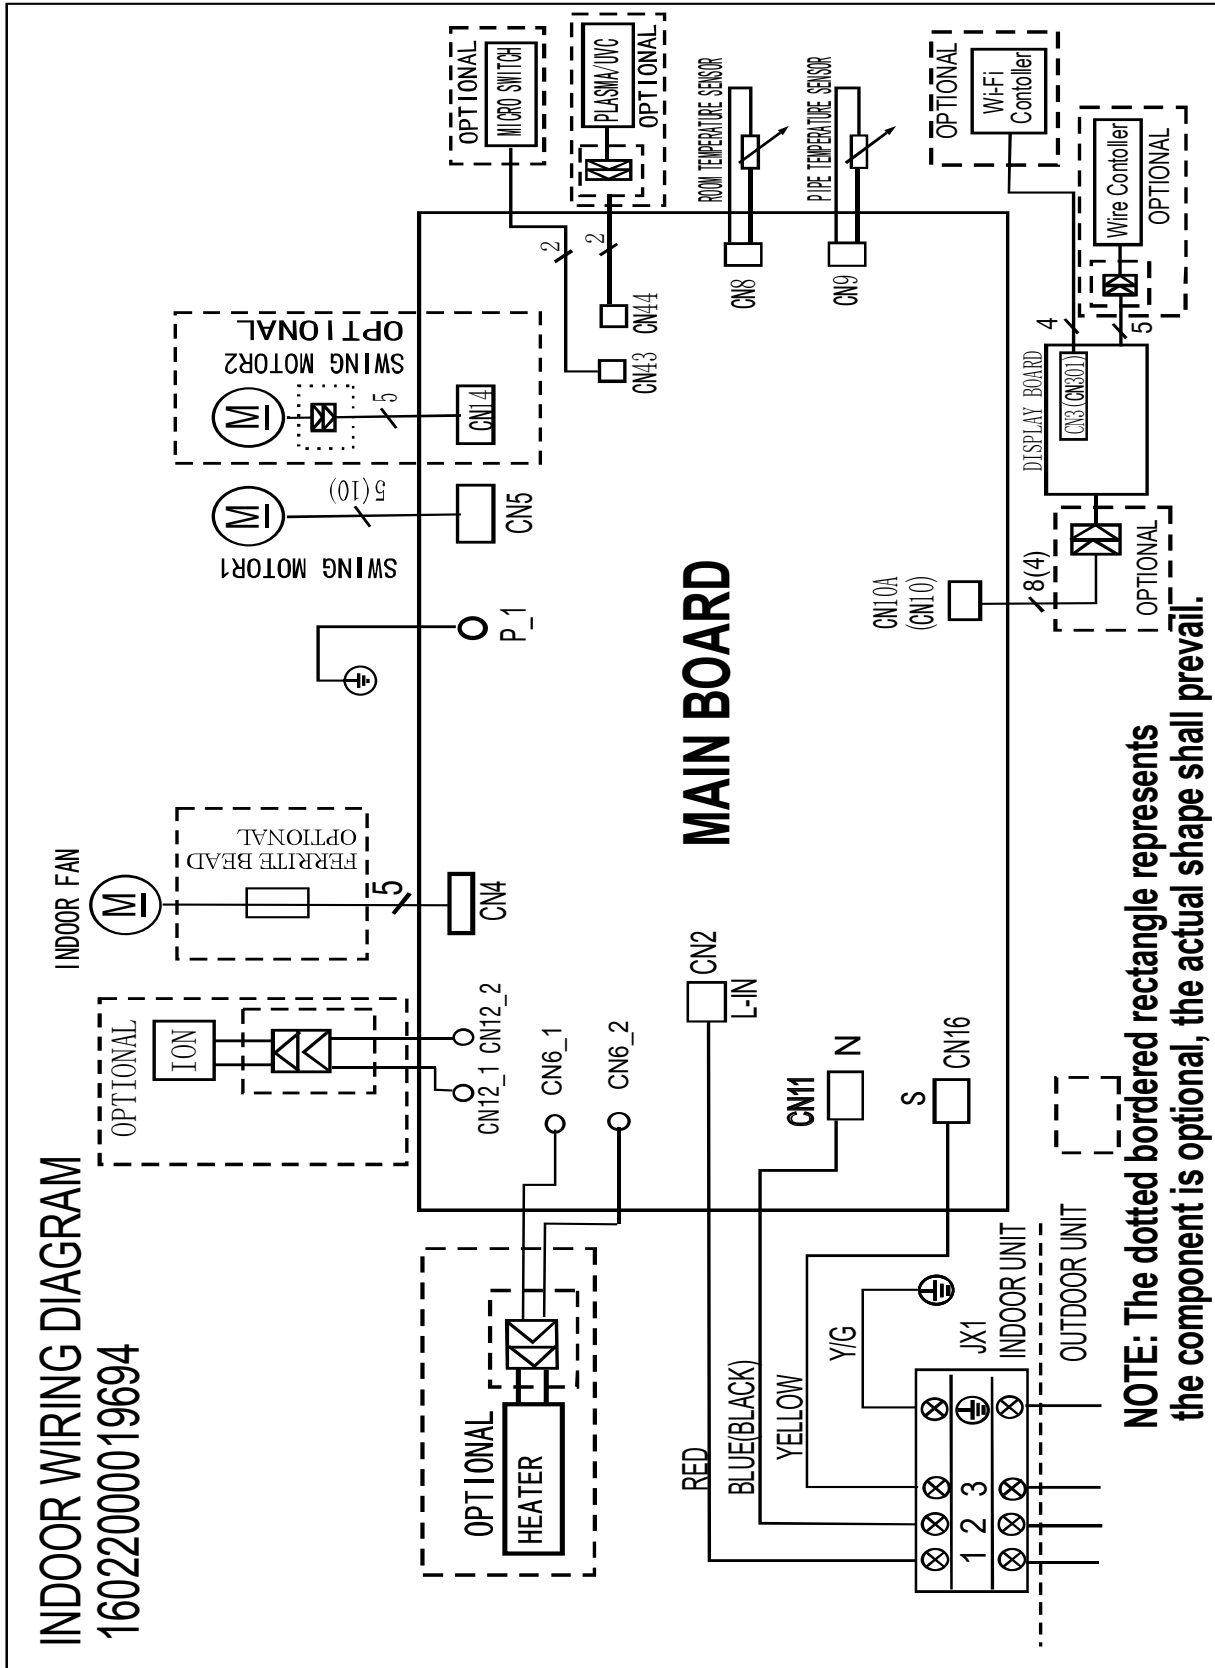 INDOOR WIRING DIAGRAM
16022000019694
OPTIONAL
ION
INDOOR FAN
M
FERRITE BEAD
OPTIONAL
5
CN4
CN12_1
CN12_2
CN6_1
CN6_2
OPTIONAL
HEATER
P_1
SWING MOTOR1
M
5(10)
CN5
SWING MOTOR2
OPTIONAL
M
5
CN14
OPTIONAL
MICRO SWITCH
2
CN43
PLASMA/UVC
OPTIONAL
2
CN44
MAIN BOARD
ROOM TEMPERATURE SENSOR
CN8
PIPE TEMPERATURE SENSOR
CN9
CN2
L-IN
CN11
N
S
CN16
CN10A
(CN10)
8(4)
OPTIONAL
DISPLAY BOARD
CN3(CN301)
4
5
OPTIONAL
Wi-Fi
Contoller
Wire Contoller
OPTIONAL
RED
BLUE(BLACK)
YELLOW
Y/G
1 2 3
JX1
INDOOR UNIT
OUTDOOR UNIT
NOTE: The dotted bordered rectangle represents
the component is optional, the actual shape shall prevail.